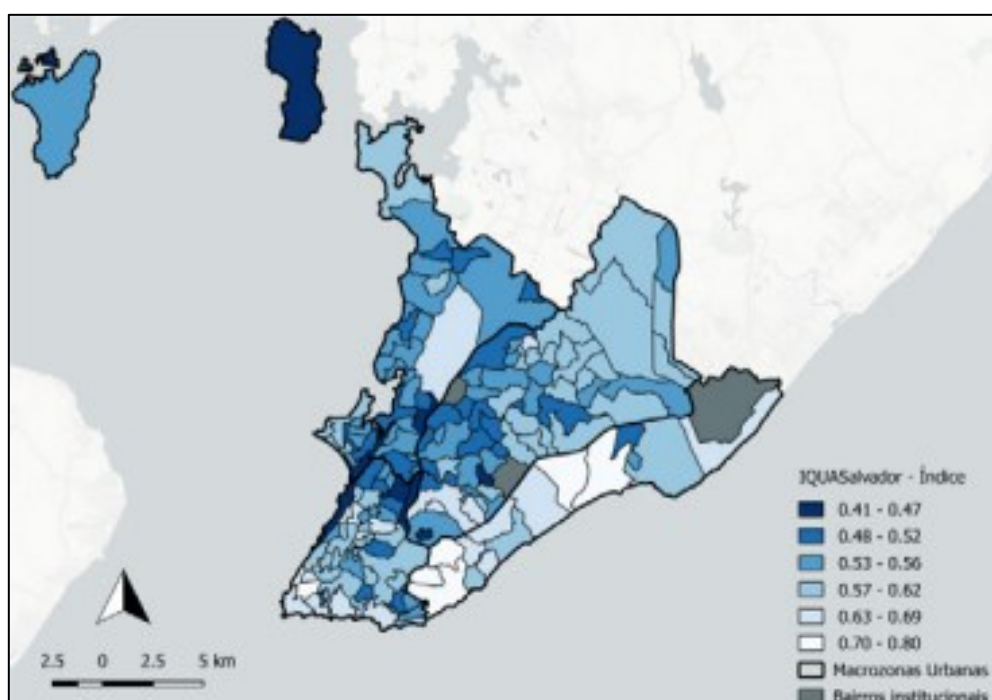 IQUASalvador - Índice
0.41 - 0.47
0.48 - 0.52
0.53 - 0.56
0.57 - 0.62
0.63 - 0.69
0.70 - 0.80
Macrozonas Urbanas
Bairros institucionais
2.5 0 2.5 5 km